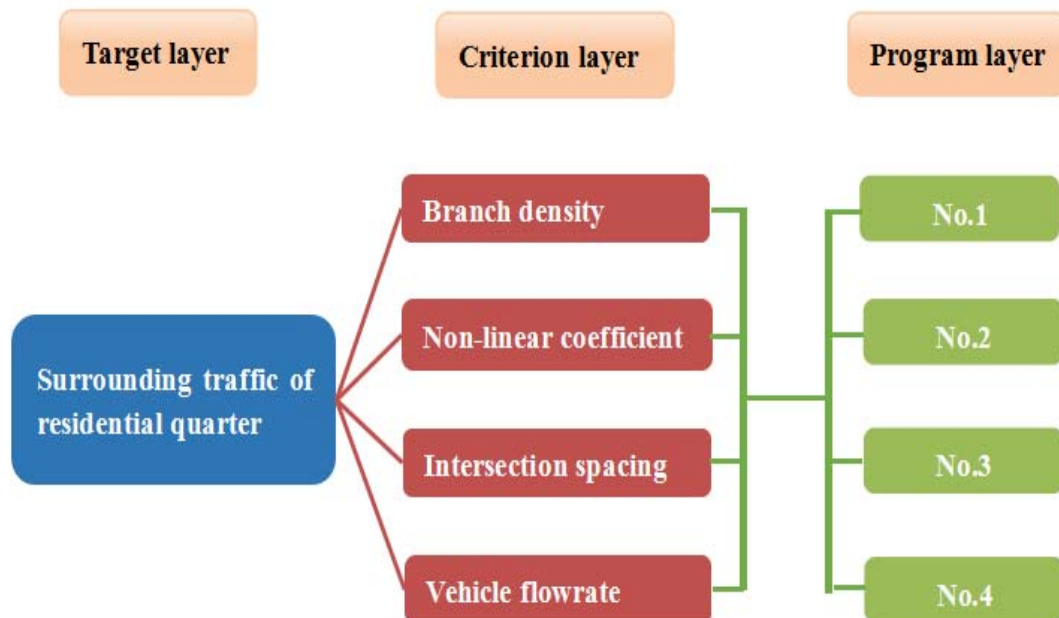 Target layer
Criterion layer
Program layer
Surrounding traffic of
residential quarter
Branch density
Non-linear coefficient
Intersection spacing
Vehicle flowrate
No.1
No.2
No.3
No.4